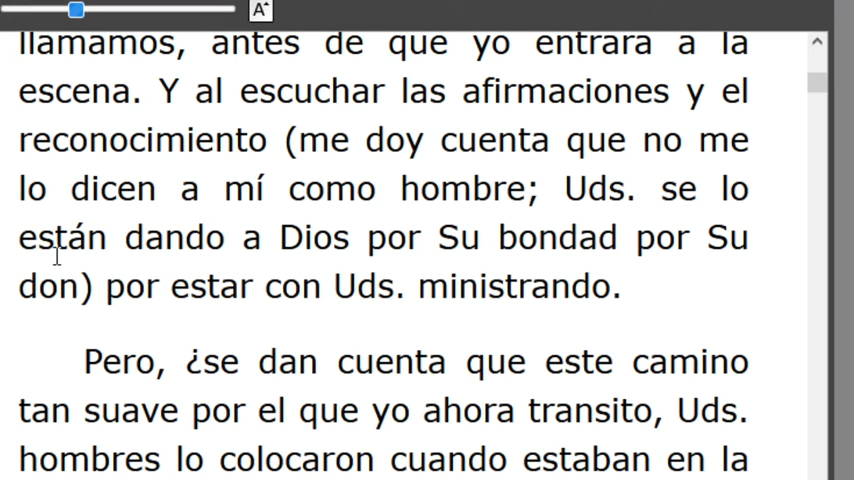 A
llamamos, antes de que yo entrara a la
escena. Y al escuchar las afirmaciones y el
reconocimiento (me doy cuenta que no me
lo dicen a mí como hombre; Uds. se lo
están dando a Dios por Su bondad por Su
don) por estar con Uds. ministrando.
Pero, ¿se dan cuenta que este camino
tan suave por el que yo ahora transito, Uds.
hombres lo colocaron cuando estaban en la